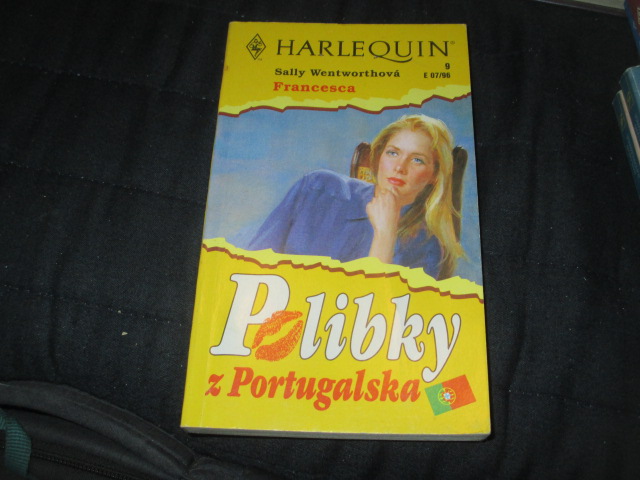 HARLEQUIN
9
Sally Wentworthová
E 07/96
Francesca
Polibky
z Portugalska